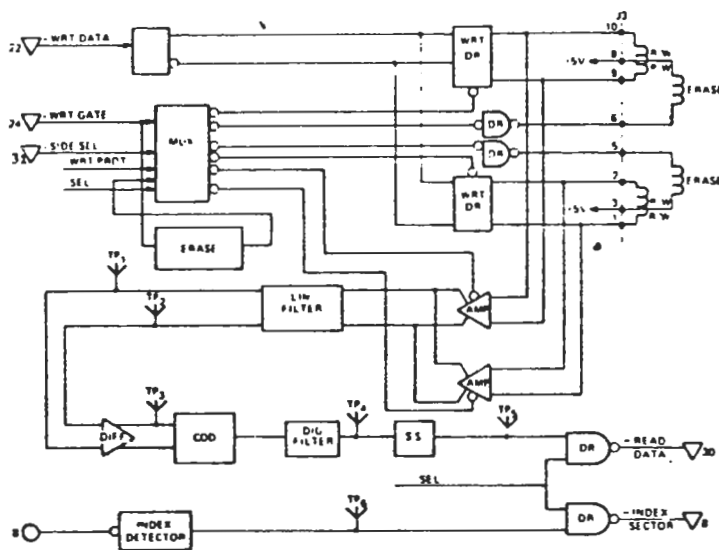 J3
22
- WRT DATA
WRT
DR
10
8
9
+5V
R W
R W
ERASE
24
- WRT GATE
DR
6
- SIDE SEL
WRT PROT
SEL
MUX
DR
5
WRT
DR
2
3
1
+5V
R W
R W
ERASE
ERASE
TP1
TP2
LIN
FILTER
AMP
AMP
TP3
TP4
TP5
DIFF
COD
DIG
FILTER
SS
DR
- READ
DATA
30
SEL
TP6
8
INDEX
DETECTOR
DR
- INDEX
SECTOR
8